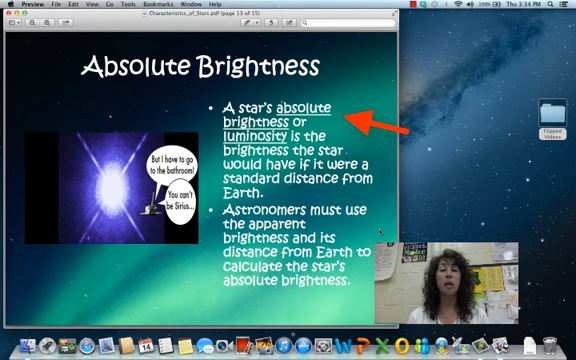 Preview File Edit View Go Tools Bookmarks Window Help
100% Thu 3:34 PM
Characteristics_of_Stars.pdf (page 13 of 15)
Absolute Brightness
• A star's absolute
brightness or
luminosity is the
brightness the star
would have if it were a
standard distance from
Earth.
• Astronomers must use
the apparent
brightness and its
distance from Earth to
calculate the star's
absolute brightness.
But I have to go
to the bathroom!
You can't
be Sirius...
Flipped
Videos